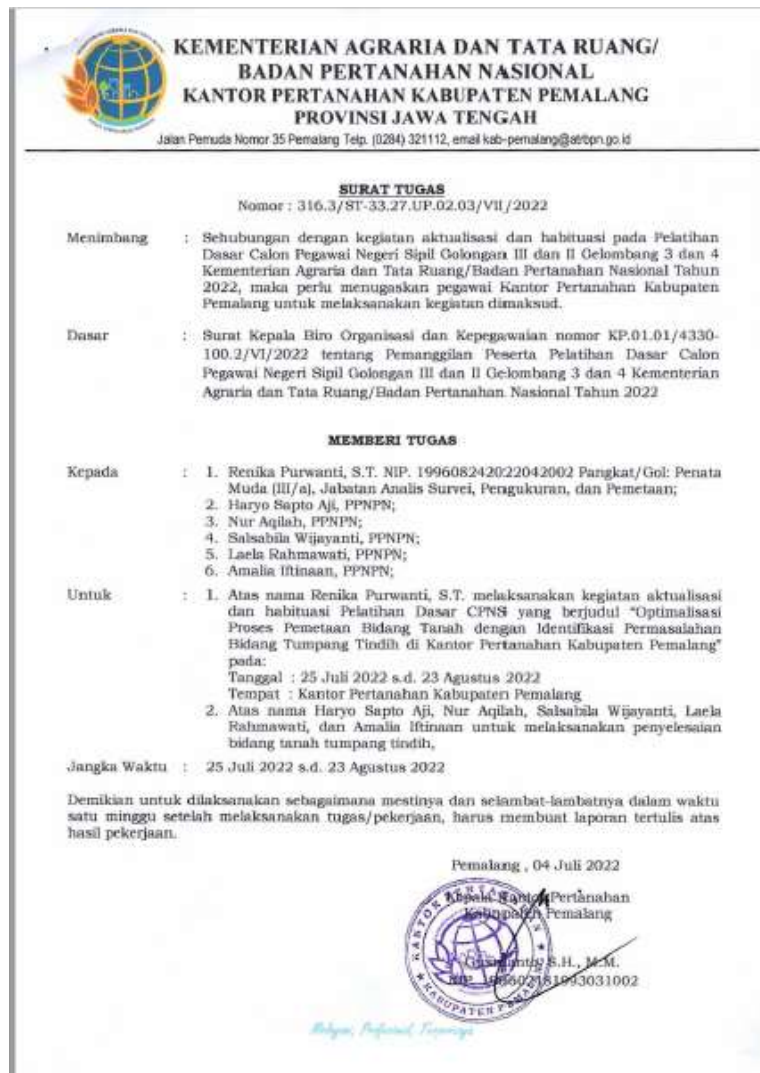 KEMENTERIAN AGRARIA DAN TATA RUANG/
BADAN PERTANAHAN NASIONAL
KANTOR PERTANAHAN KABUPATEN PEMALANG
PROVINSI JAWA TENGAH
Jalan Pemuda Nomor 35 Pemalang Telp. (0284) 321112, email kab-pemalang@atrbpn.go.id
SURAT TUGAS
Nomor : 316.3/ST-33.27.UP.02.03/VII/2022
Menimbang : Sehubungan dengan kegiatan aktualisasi dan habituasi pada Pelatihan
Dasar Calon Pegawai Negeri Sipil Golongan III dan II Gelombang 3 dan 4
Kementerian Agraria dan Tata Ruang/Badan Pertanahan Nasional Tahun
2022, maka perlu menugaskan pegawai Kantor Pertanahan Kabupaten
Pemalang untuk melaksanakan kegiatan dimaksud.
Dasar : Surat Kepala Biro Organisasi dan Kepegawaian nomor KP.01.01/4330-
100.2/VI/2022 tentang Pemanggilan Peserta Pelatihan Dasar Calon
Pegawai Negeri Sipil Golongan III dan II Gelombang 3 dan 4 Kementerian
Agraria dan Tata Ruang/Badan Pertanahan Nasional Tahun 2022
MEMBERI TUGAS
Kepada : 1. Renika Purwanti, S.T. NIP. 199608242022042002 Pangkat/Gol: Penata
Muda (III/a), Jabatan Analis Survei, Pengukuran, dan Pemetaan;
2. Haryo Sapto Aji, PPNPN;
3. Nur Aqilah, PPNPN;
4. Salsabila Wijayanti, PPNPN;
5. Laela Rahmawati, PPNPN;
6. Amalia Iftinaan, PPNPN;
Untuk : 1. Atas nama Renika Purwanti, S.T. melaksanakan kegiatan aktualisasi
dan habituasi Pelatihan Dasar CPNS yang berjudul "Optimalisasi
Proses Pemetaan Bidang Tanah dengan Identifikasi Permasalahan
Bidang Tumpang Tindih di Kantor Pertanahan Kabupaten Pemalang"
pada:
Tanggal : 25 Juli 2022 s.d. 23 Agustus 2022
Tempat : Kantor Pertanahan Kabupaten Pemalang
2. Atas nama Haryo Sapto Aji, Nur Aqilah, Salsabila Wijayanti, Laela
Rahmawati, dan Amalia Iftinaan untuk melaksanakan penyelesaian
bidang tanah tumpang tindih,
Jangka Waktu : 25 Juli 2022 s.d. 23 Agustus 2022
Demikian untuk dilaksanakan sebagaimana mestinya dan selambat-lambatnya dalam waktu
satu minggu setelah melaksanakan tugas/pekerjaan, harus membuat laporan tertulis atas
hasil pekerjaan.
Pemalang , 04 Juli 2022
Kepala Kantor Pertanahan
Kabupaten Pemalang
S.H., M.M.
NIP. 196602181993031002
KANTOR PERTANAHAN
KABUPATEN PEMALANG